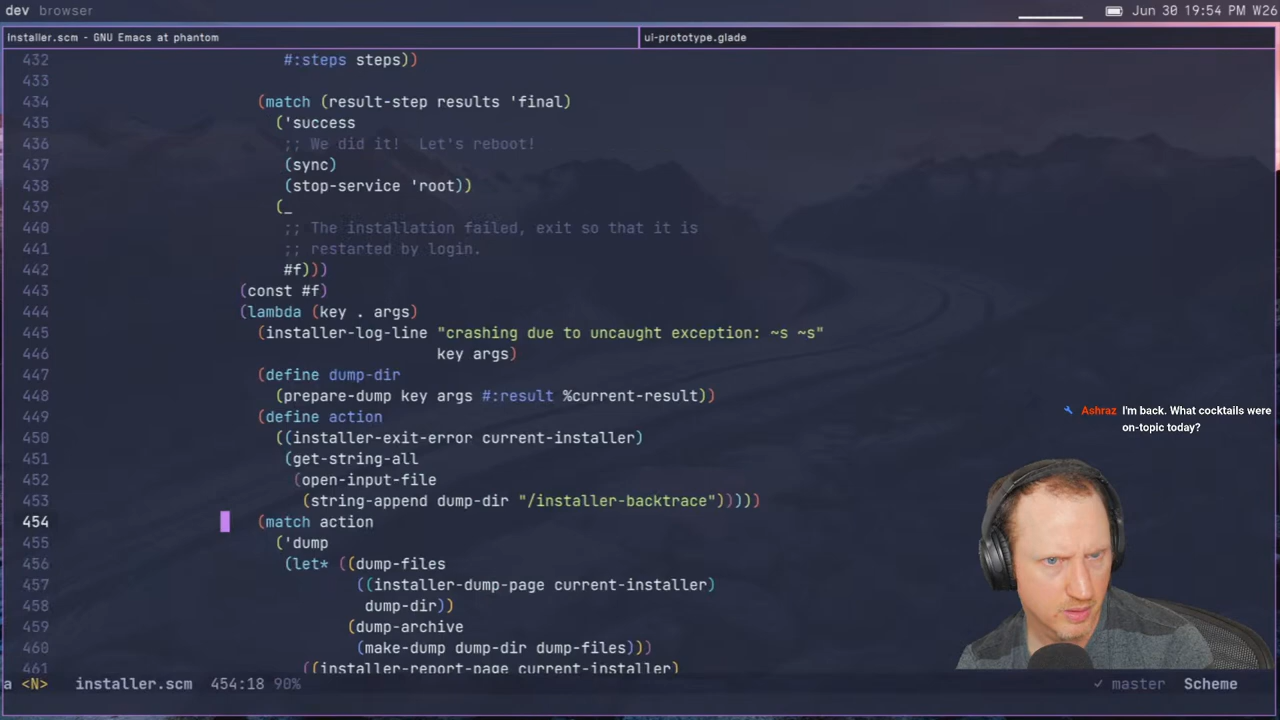 dev browser
Jun 30 19:54 PM W26
installer.scm - GNU Emacs at phantom
ui-prototype.glade
432 #:steps steps))
433
434 (match (result-step results 'final)
435 ('success
436 ;; We did it!  Let's reboot!
437 (sync)
438 (stop-service 'root))
439 (_
440 ;; The installation failed, exit so that it is
441 ;; restarted by login.
442 #f)))
443 (const #f)
444 (lambda (key . args)
445 (installer-log-line "crashing due to uncaught exception: ~s ~s"
446 key args)
447 (define dump-dir
448 (prepare-dump key args #:result %current-result))
449 (define action
450 ((installer-exit-error current-installer)
451 (get-string-all
452 (open-input-file
453 (string-append dump-dir "/installer-backtrace")))))
454 (match action
455 ('dump
456 (let* ((dump-files
457 ((installer-dump-page current-installer)
458 dump-dir))
459 (dump-archive
460 (make-dump dump-dir dump-files)))
461 ((installer-report-page current-installer)
Ashraz I'm back. What cocktails were
on-topic today?
a <N> installer.scm 454:18 90% ✓ master Scheme